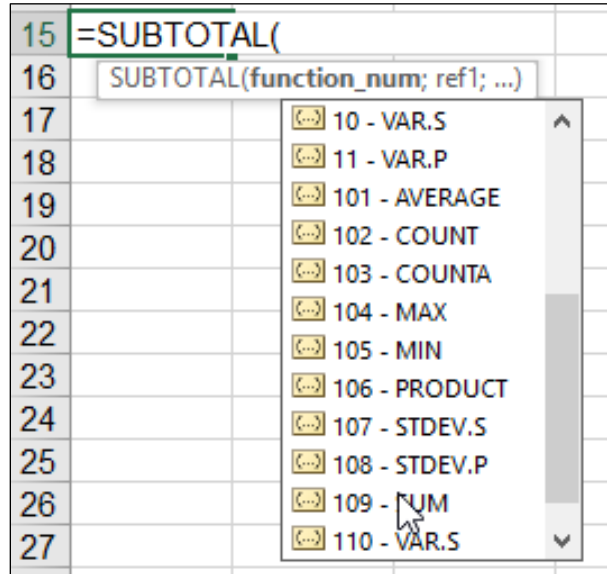 15 =SUBTOTAL(
16 SUBTOTAL(function_num; ref1; ...)
17 (...) 10 - VAR.S
18 (...) 11 - VAR.P
19 (...) 101 - AVERAGE
20 (...) 102 - COUNT
21 (...) 103 - COUNTA
22 (...) 104 - MAX
(...) 105 - MIN
23 (...) 106 - PRODUCT
24 (...) 107 - STDEV.S
25 (...) 108 - STDEV.P
26 (...) 109 - SUM
27 (...) 110 - VAR.S